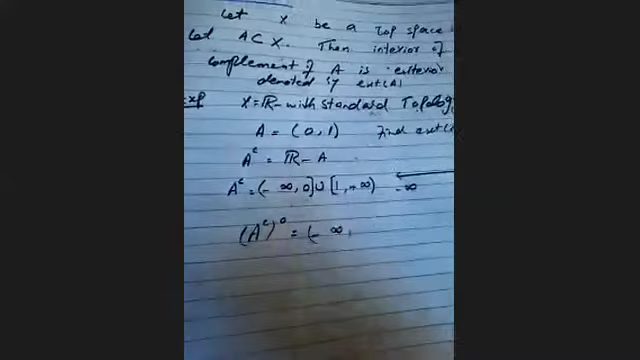 Let X be a Top space
Let A ⊂ X. Then interior of
complement of A is exterior
denoted by ext(A)
Exp X = ℝ with standard Topology
A = (0, 1) Find ext(
A^c = ℝ - A
A^c = (-∞, 0] ∪ [1, +∞) -∞
(A^c)^o = (-∞,